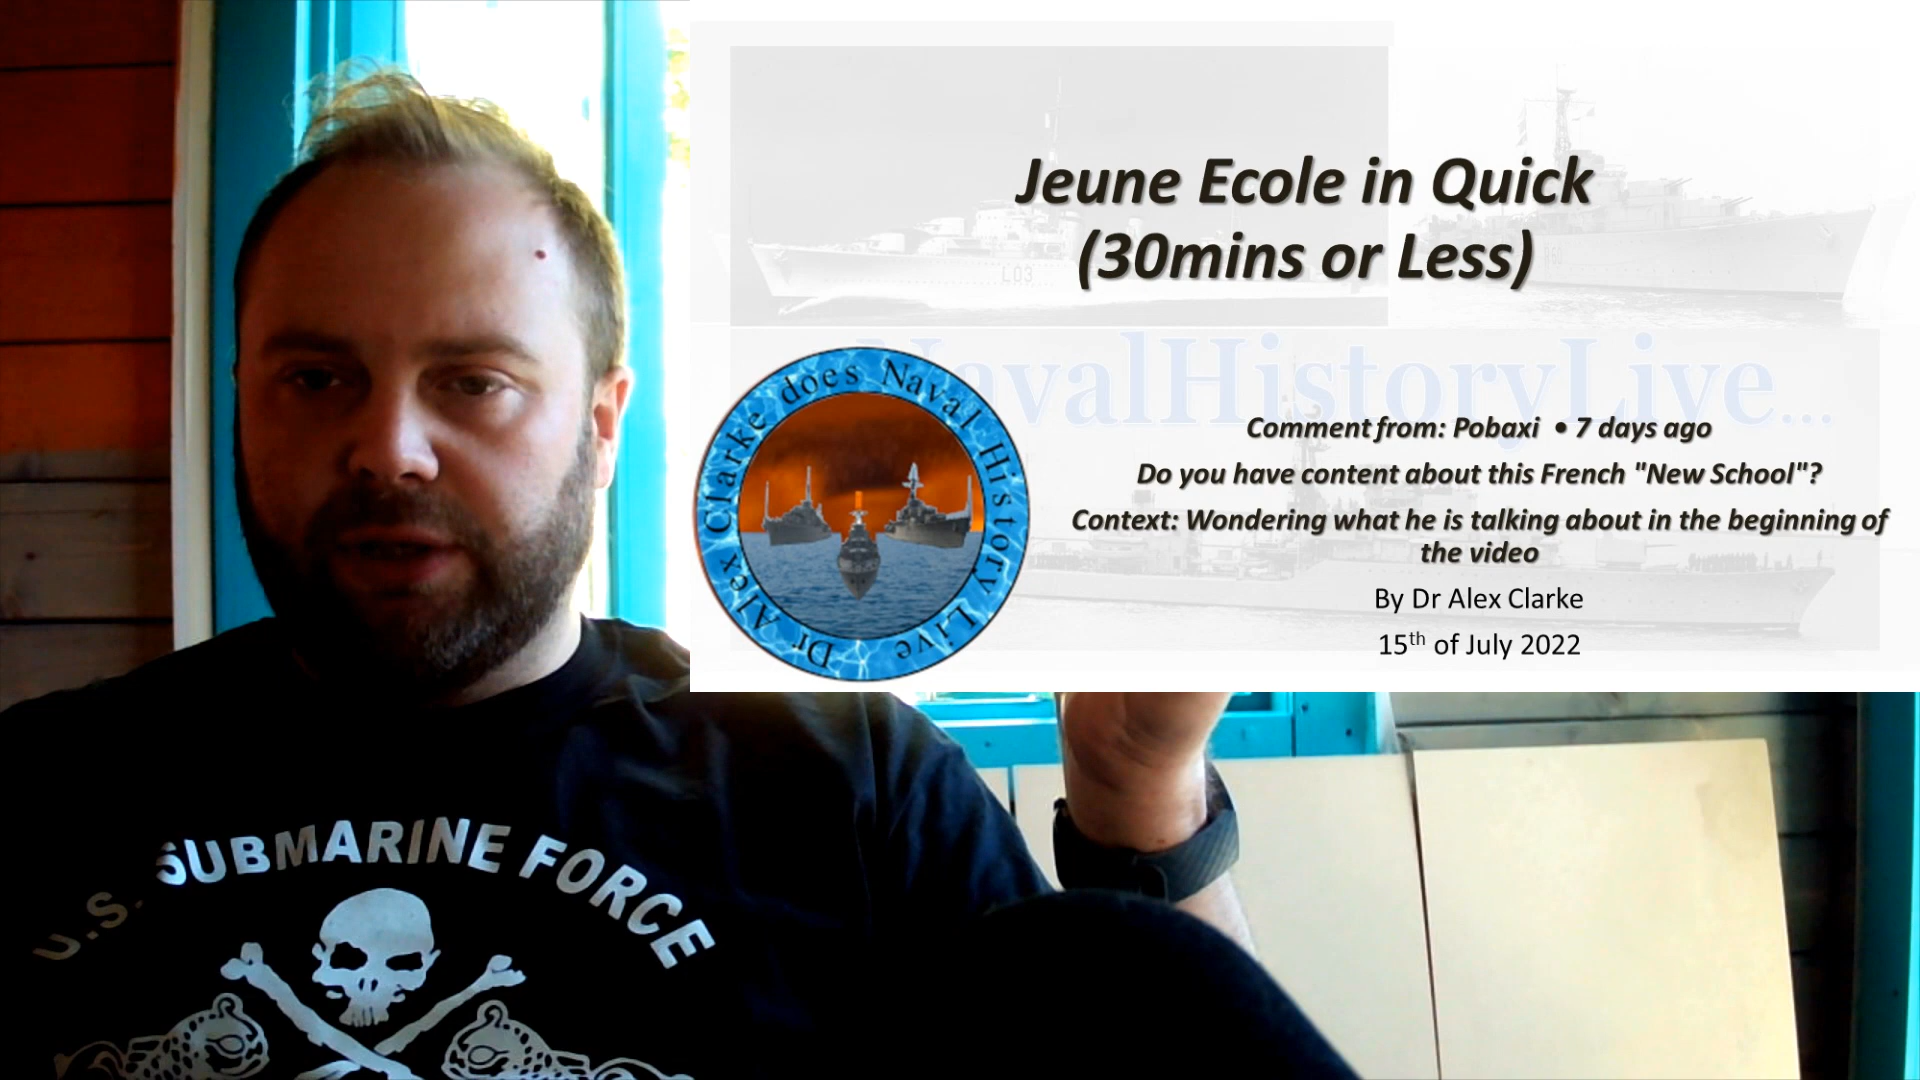 Jeune Ecole in Quick
(30mins or Less)
L03
NavalHistoryLive...
Dr Alex Clarke does Naval History Live
Comment from: Pobaxi • 7 days ago
Do you have content about this French "New School"?
Context: Wondering what he is talking about in the beginning of
the video
By Dr Alex Clarke
15th of July 2022
U.S. SUBMARINE FORCE